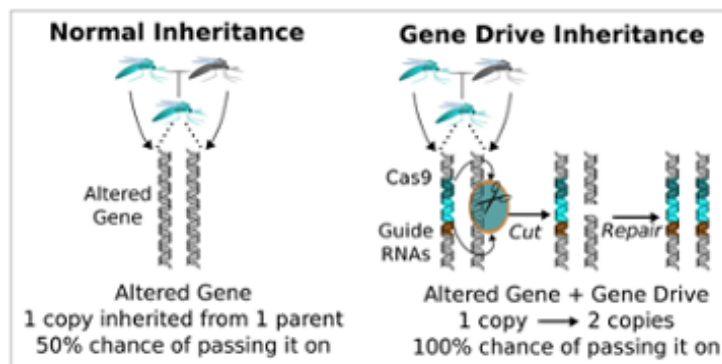 Normal Inheritance
Altered
Gene
Altered Gene
1 copy inherited from 1 parent
50% chance of passing it on
Gene Drive Inheritance
Cas9
Guide
RNAs
Cut
Repair
Altered Gene + Gene Drive
1 copy → 2 copies
100% chance of passing it on